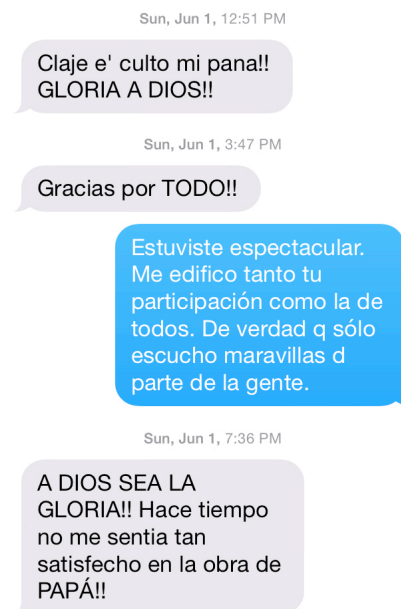 Sun, Jun 1, 12:51 PM
Claje e' culto mi pana!!
GLORIA A DIOS!!
Sun, Jun 1, 3:47 PM
Gracias por TODO!!
Estuviste espectacular.
Me edifico tanto tu
participación como la de
todos. De verdad q sólo
escucho maravillas d
parte de la gente.
Sun, Jun 1, 7:36 PM
A DIOS SEA LA
GLORIA!! Hace tiempo
no me sentia tan
satisfecho en la obra de
PAPÁ!!